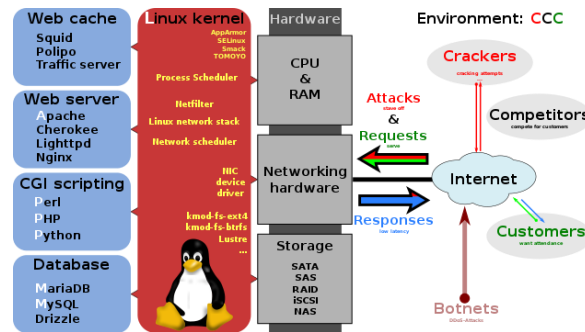 Web cache
Squid
Polipo
Traffic server
Web server
Apache
Cherokee
Lighttpd
Nginx
CGI scripting
Perl
PHP
Python
Database
MariaDB
MySQL
Drizzle
Linux kernel
AppArmor
SELinux
Smack
TOMOYO
Process Scheduler
Netfilter
Linux network stack
Network scheduler
NIC
device
driver
kmod-fs-ext4
kmod-fs-btrfs
Lustre
...
Hardware
CPU
&
RAM
Networking
hardware
Storage
SATA
SAS
RAID
iSCSI
NAS
Attacks
stave off
&
Requests
serve
Responses
low latency
Environment: CCC
Crackers
cracking attempts
Competitors
compete for customers
Internet
Customers
want attendance
Botnets
DDoS-Attacks